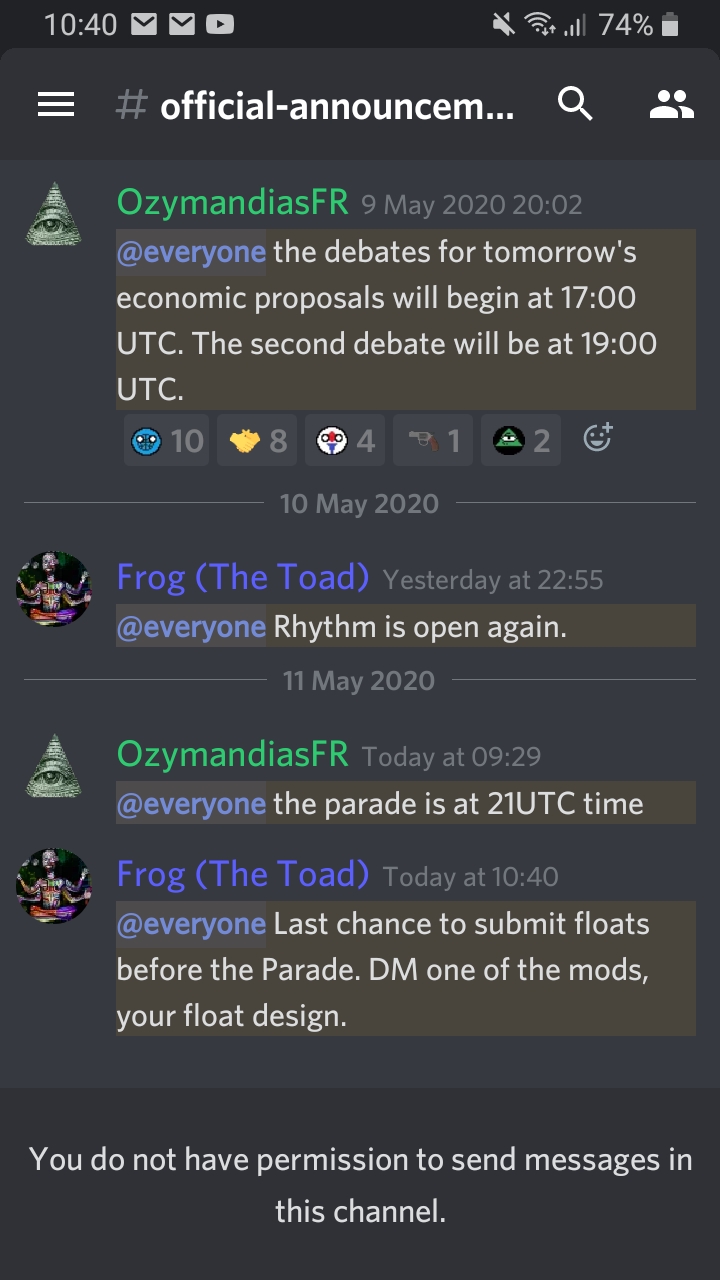 10:40 74%
# official-announcem...
OzymandiasFR 9 May 2020 20:02
@everyone the debates for tomorrow's
economic proposals will begin at 17:00
UTC. The second debate will be at 19:00
UTC.
10 8 4 1 2
10 May 2020
Frog (The Toad) Yesterday at 22:55
@everyone Rhythm is open again.
11 May 2020
OzymandiasFR Today at 09:29
@everyone the parade is at 21UTC time
Frog (The Toad) Today at 10:40
@everyone Last chance to submit floats
before the Parade. DM one of the mods,
your float design.
You do not have permission to send messages in
this channel.